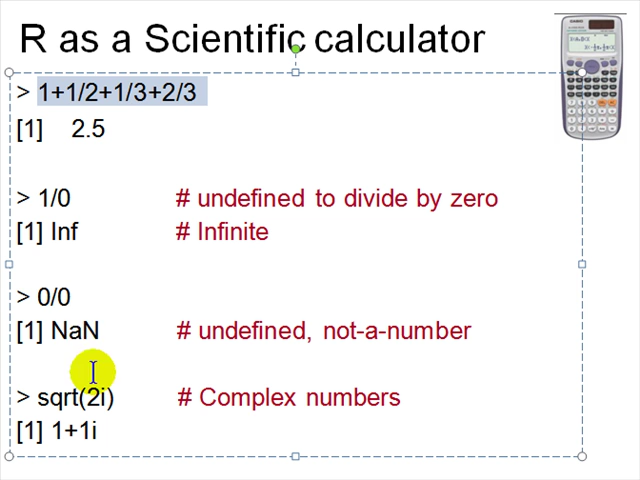 R as a Scientific calculator
> 1+1/2+1/3+2/3
[1] 2.5
> 1/0 # undefined to divide by zero
[1] Inf # Infinite
> 0/0
[1] NaN # undefined, not-a-number
> sqrt(2i) # Complex numbers
[1] 1+1i
CASIO